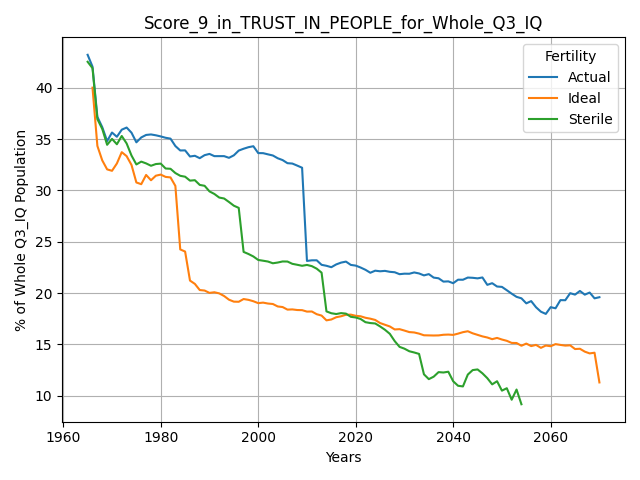 Score_9_in_TRUST_IN_PEOPLE_for_Whole_Q3_IQ
Fertility
Actual
Ideal
Sterile
% of Whole Q3_IQ Population
40
35
30
25
20
15
10
1960
1980
2000
2020
2040
2060
Years